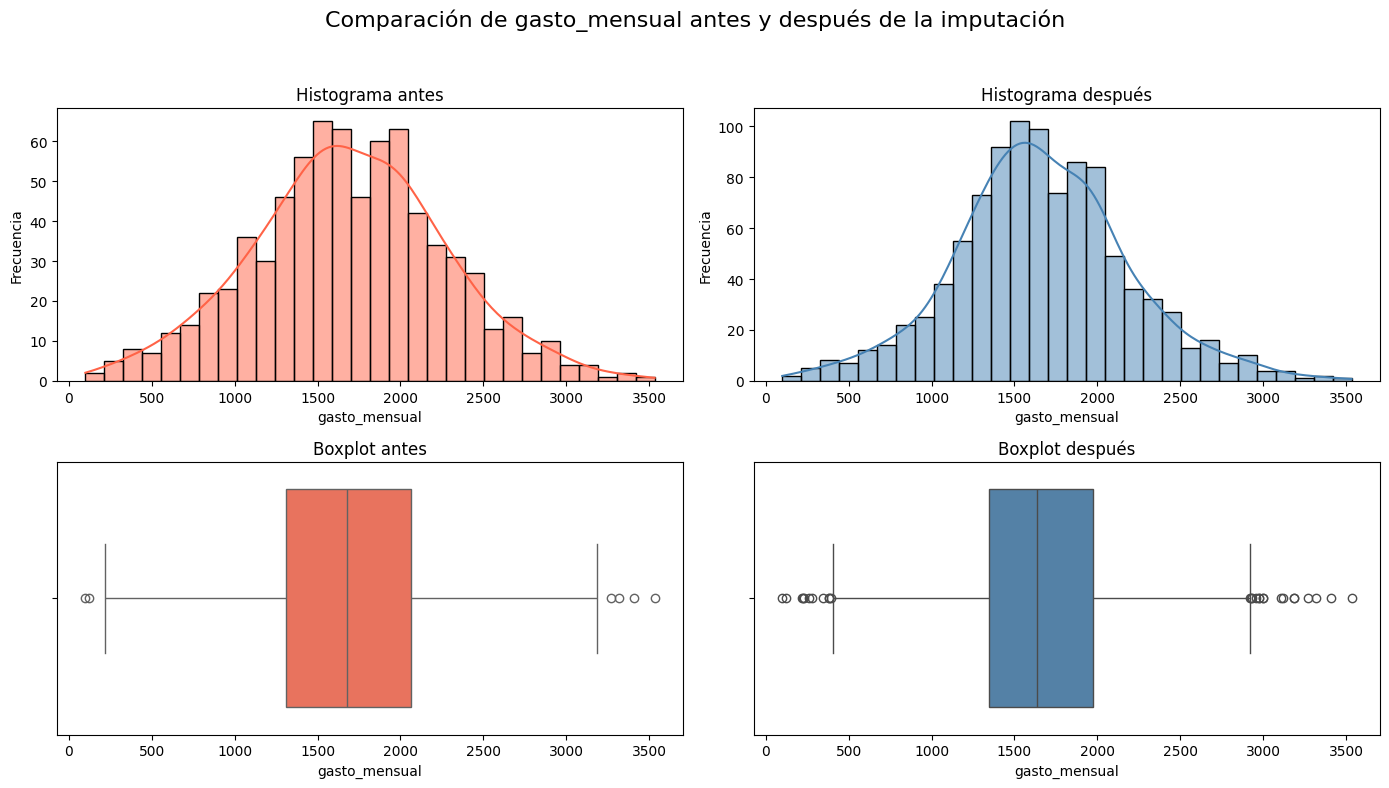 Comparación de gasto_mensual antes y después de la imputación
Histograma antes
Frecuencia
60
50
40
30
20
10
0
0 500 1000 1500 2000 2500 3000 3500
gasto_mensual
Histograma después
Frecuencia
100
80
60
40
20
0
0 500 1000 1500 2000 2500 3000 3500
gasto_mensual
Boxplot antes
0 500 1000 1500 2000 2500 3000 3500
gasto_mensual
Boxplot después
0 500 1000 1500 2000 2500 3000 3500
gasto_mensual